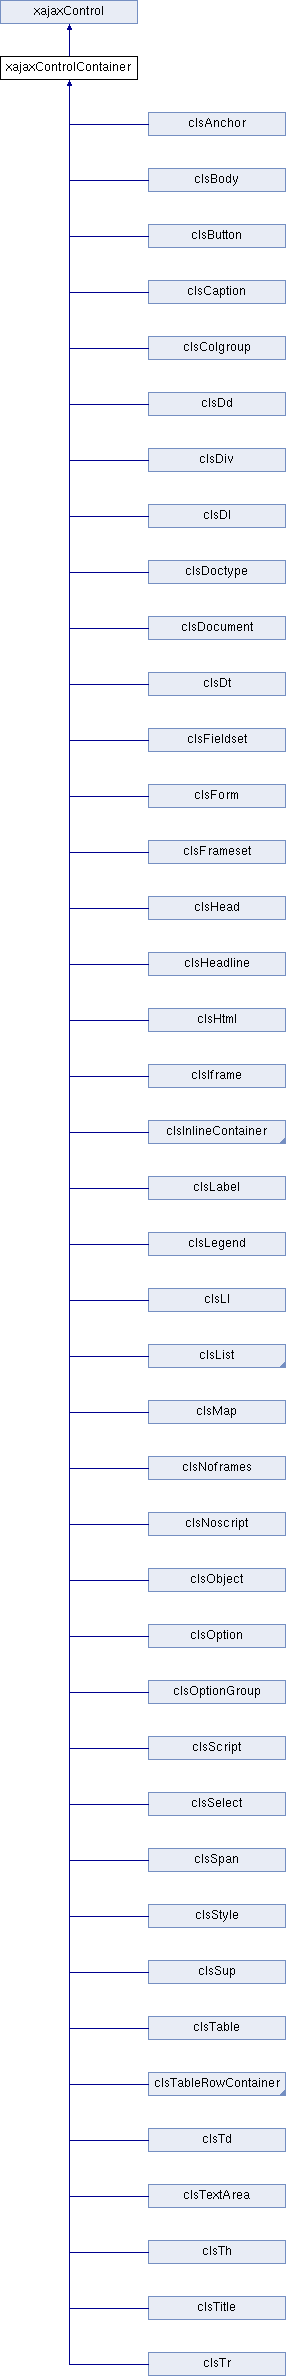 xajaxControl
xajaxControlContainer
clsAnchor
clsBody
clsButton
clsCaption
clsColgroup
clsDd
clsDiv
clsDl
clsDoctype
clsDocument
clsDt
clsFieldset
clsForm
clsFrameset
clsHead
clsHeadline
clsHtml
clsIframe
clsInlineContainer
clsLabel
clsLegend
clsLI
clsList
clsMap
clsNoframes
clsNoscript
clsObject
clsOption
clsOptionGroup
clsScript
clsSelect
clsSpan
clsStyle
clsSup
clsTable
clsTableRowContainer
clsTd
clsTextArea
clsTh
clsTitle
clsTr